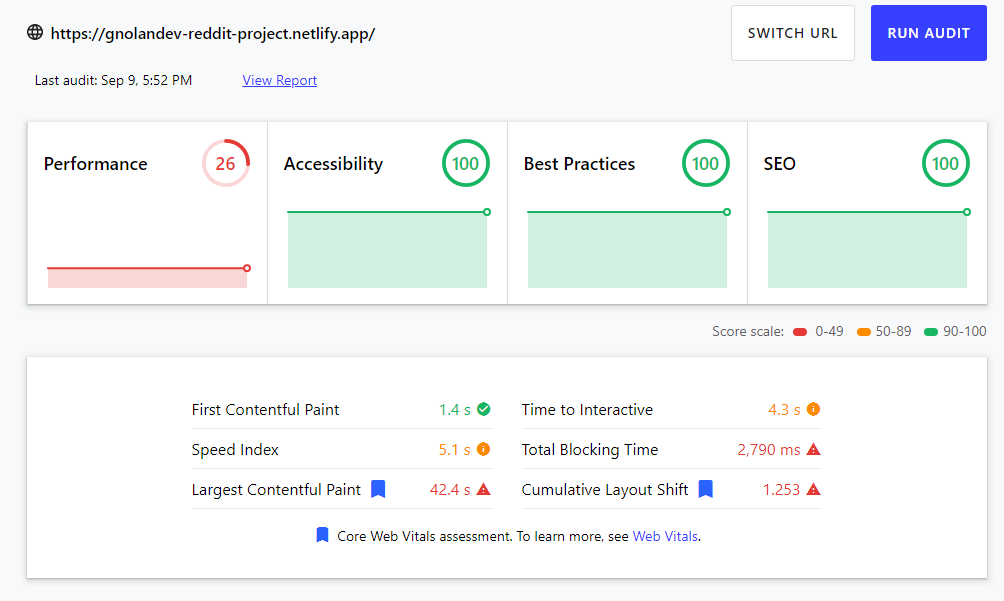 https://gnolandev-reddit-project.netlify.app/
SWITCH URL
RUN AUDIT
Last audit: Sep 9, 5:52 PM View Report
Performance 26
Accessibility 100
Best Practices 100
SEO 100
Score scale: 0-49 50-89 90-100
First Contentful Paint 1.4 s
Time to Interactive 4.3 s
Speed Index 5.1 s
Total Blocking Time 2,790 ms
Largest Contentful Paint 42.4 s
Cumulative Layout Shift 1.253
Core Web Vitals assessment. To learn more, see Web Vitals.